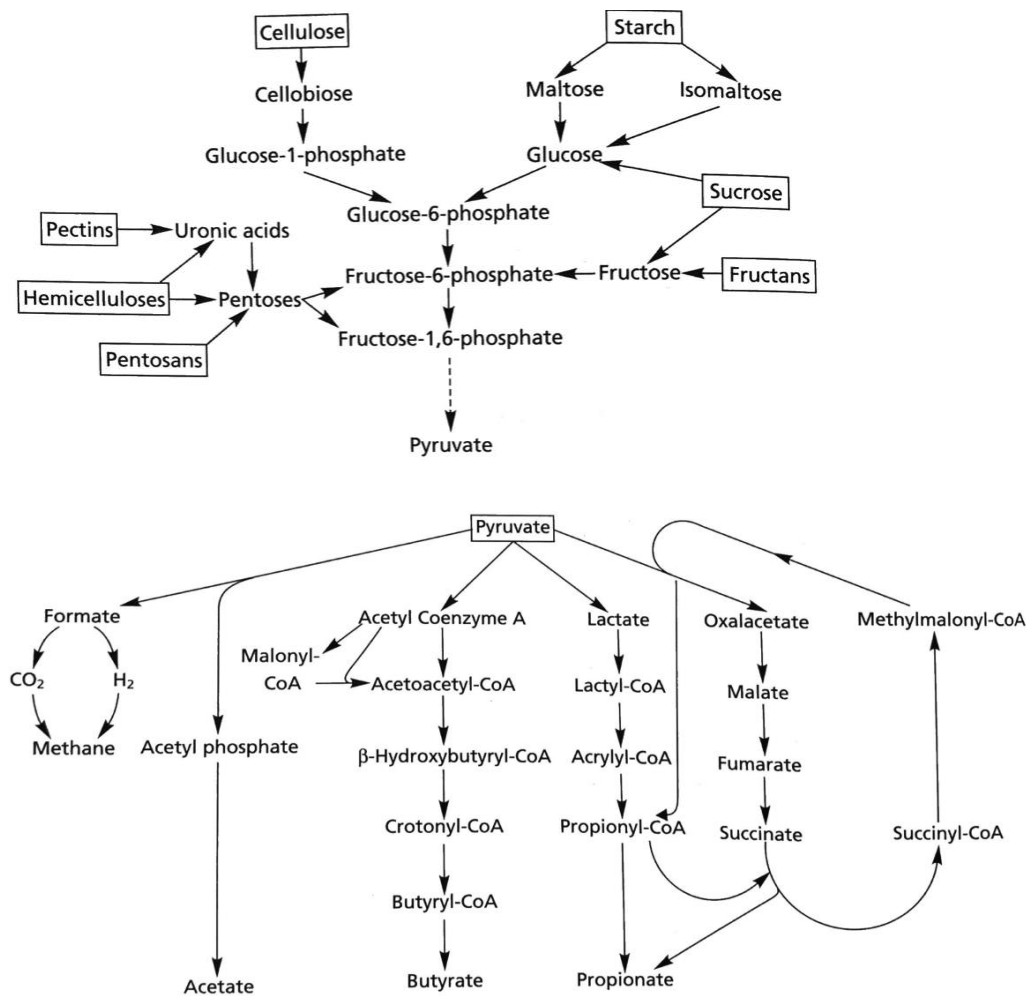 Cellulose
Starch
Cellobiose
Maltose
Isomaltose
Glucose-1-phosphate
Glucose
Sucrose
Glucose-6-phosphate
Pectins
Uronic acids
Fructose-6-phosphate
Fructose
Fructans
Hemicelluloses
Pentoses
Fructose-1,6-phosphate
Pentosans
Pyruvate
Pyruvate
Formate
Acetyl Coenzyme A
Lactate
Oxalacetate
Methylmalonyl-CoA
Malonyl-
CoA
CO₂
H₂
Acetoacetyl-CoA
Lactyl-CoA
Malate
Methane
Acetyl phosphate
β-Hydroxybutyryl-CoA
Acrylyl-CoA
Fumarate
Crotonyl-CoA
Propionyl-CoA
Succinate
Succinyl-CoA
Butyryl-CoA
Acetate
Butyrate
Propionate